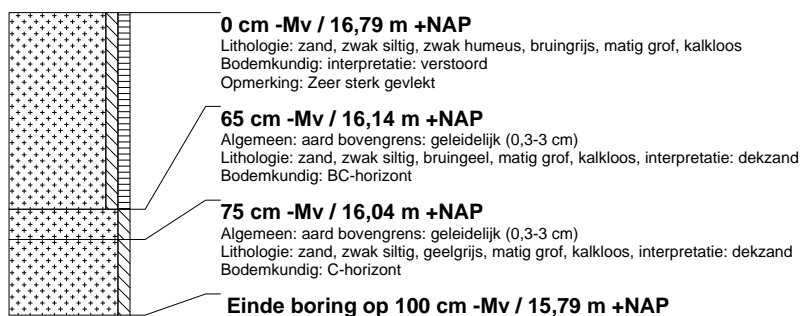 0 cm -Mv / 16,79 m +NAP
Lithologie: zand, zwak siltig, zwak humeus, bruingrijs, matig grof, kalkloos
Bodemkundig: interpretatie: verstoord
Opmerking: Zeer sterk gevlekt
65 cm -Mv / 16,14 m +NAP
Algemeen: aard bovengrens: geleidelijk (0,3-3 cm)
Lithologie: zand, zwak siltig, bruingeel, matig grof, kalkloos, interpretatie: dekzand
Bodemkundig: BC-horizont
75 cm -Mv / 16,04 m +NAP
Algemeen: aard bovengrens: geleidelijk (0,3-3 cm)
Lithologie: zand, zwak siltig, geelgrijs, matig grof, kalkloos, interpretatie: dekzand
Bodemkundig: C-horizont
Einde boring op 100 cm -Mv / 15,79 m +NAP